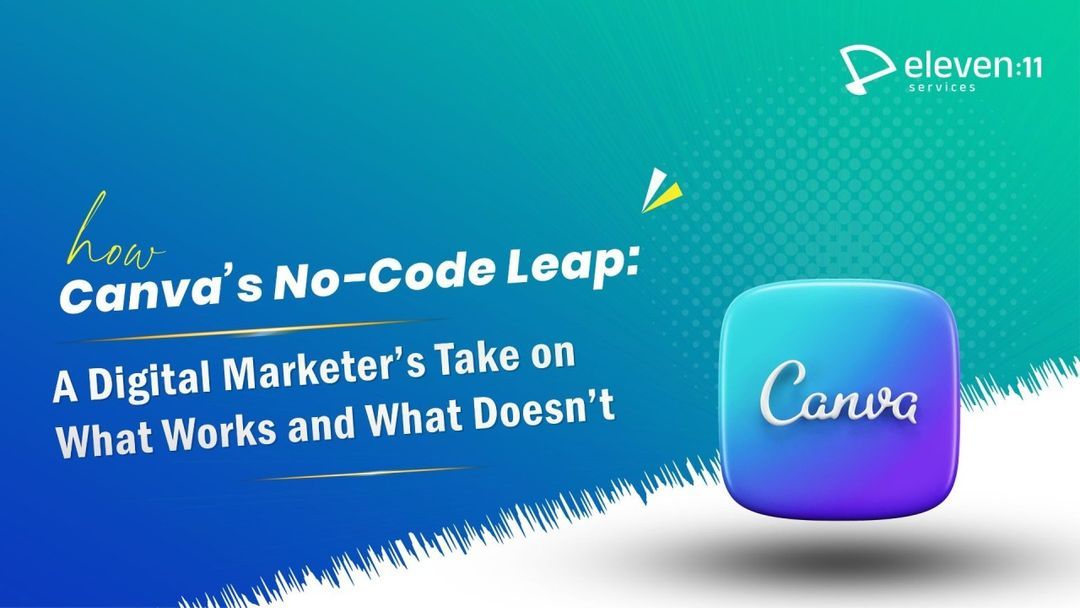 eleven:11
services
how
Canva's No-Code Leap:
A Digital Marketer's Take on
What Works and What Doesn't
Canva